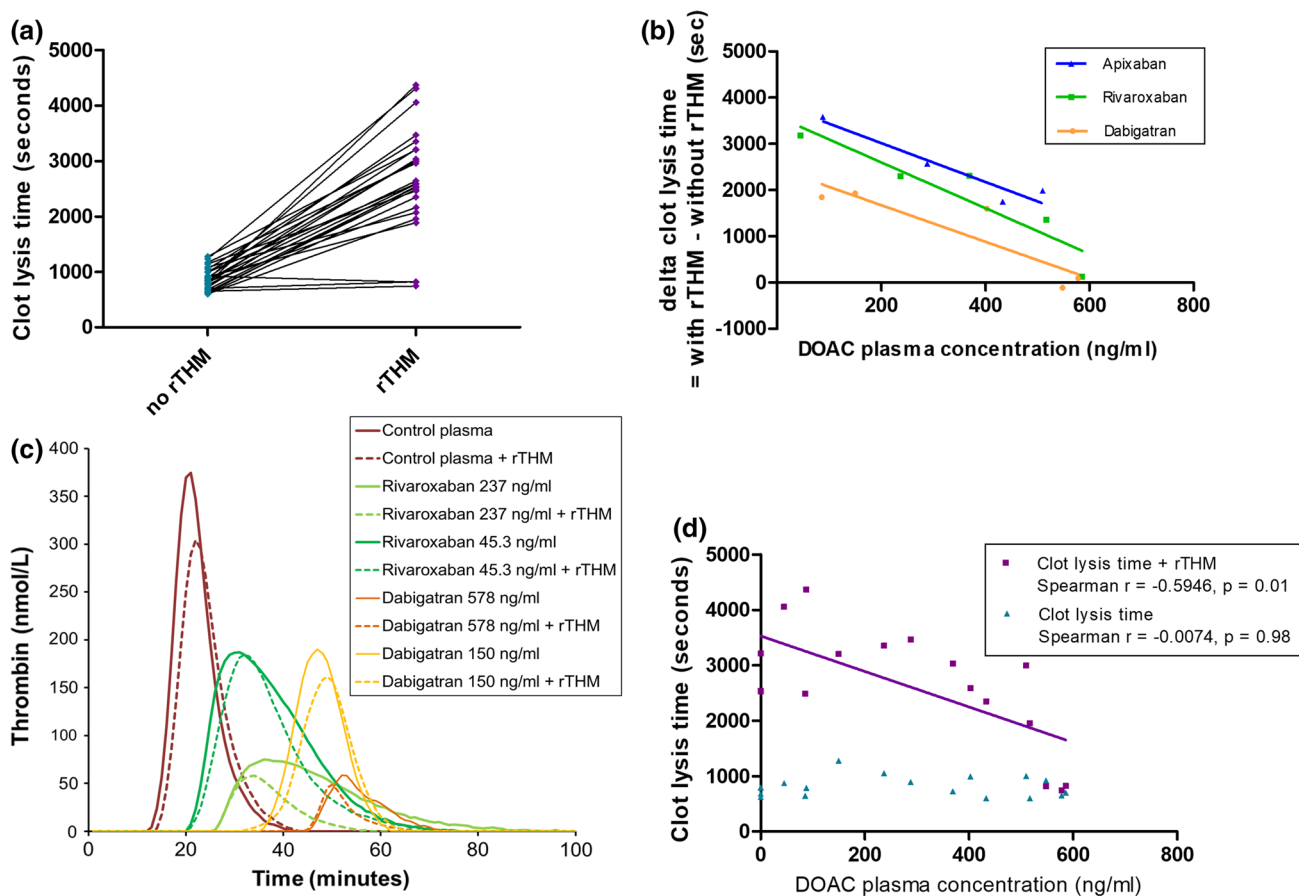 (a)
5000
4000
3000
2000
1000
0
Clot lysis time (seconds)
no rTHM
rTHM
(b)
5000
4000
3000
2000
1000
0
-1000
delta clot lysis time
= with rTHM - without rTHM (sec)
200
400
600
800
DOAC plasma concentration (ng/ml)
Apixaban
Rivaroxaban
Dabigatran
(c)
400
350
300
250
200
150
100
50
0
Thrombin (nmol/L)
0
20
40
60
80
100
Time (minutes)
Control plasma
Control plasma + rTHM
Rivaroxaban 237 ng/ml
Rivaroxaban 237 ng/ml + rTHM
Rivaroxaban 45.3 ng/ml
Rivaroxaban 45.3 ng/ml + rTHM
Dabigatran 578 ng/ml
Dabigatran 578 ng/ml + rTHM
Dabigatran 150 ng/ml
Dabigatran 150 ng/ml + rTHM
(d)
5000
4000
3000
2000
1000
0
Clot lysis time (seconds)
0
200
400
600
800
DOAC plasma concentration (ng/ml)
Clot lysis time + rTHM
Spearman r = -0.5946, p = 0.01
Clot lysis time
Spearman r = -0.0074, p = 0.98